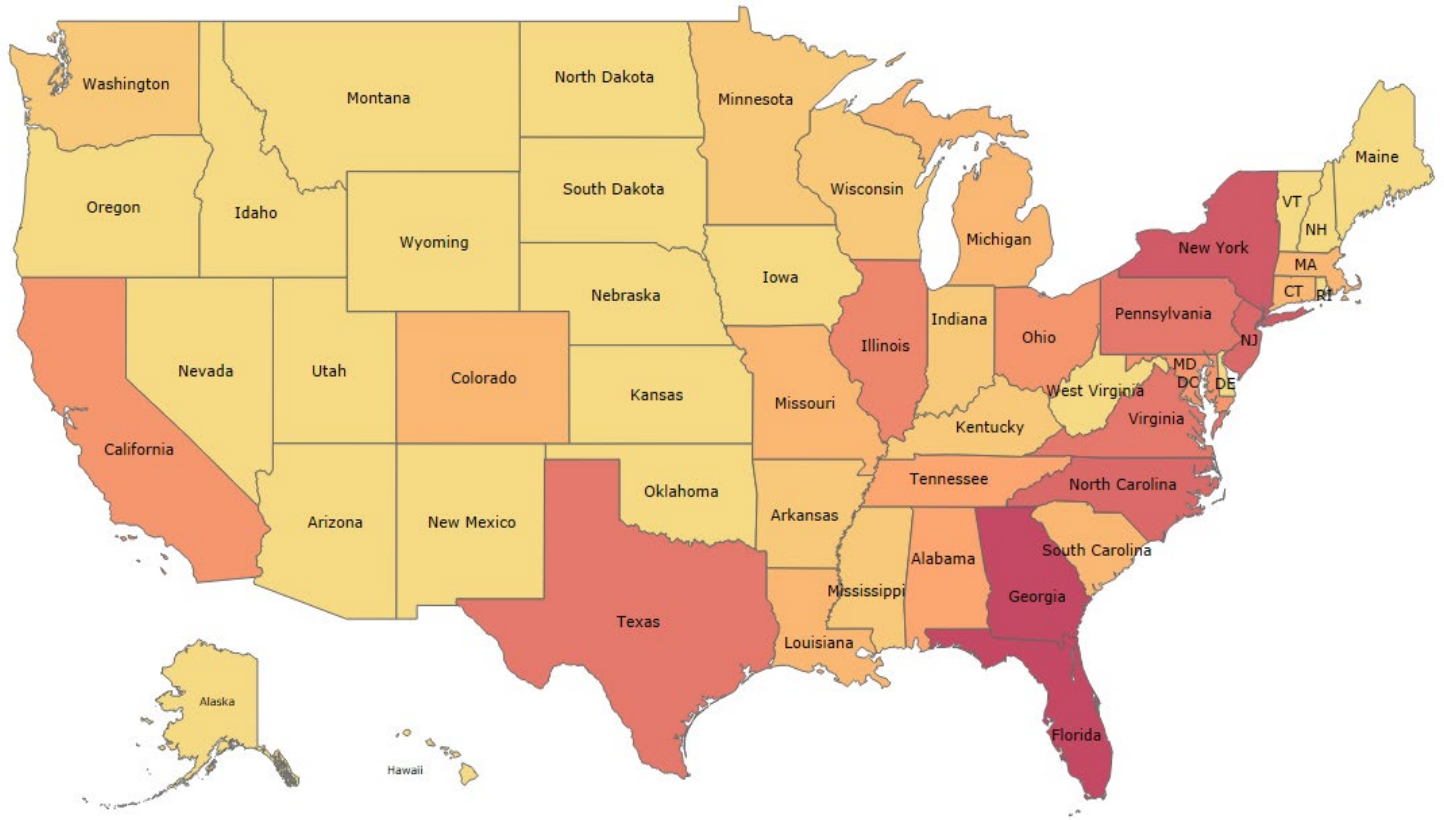 Washington
Montana
North Dakota
Minnesota
Maine
Oregon
Idaho
South Dakota
Wisconsin
VT
NH
Wyoming
Michigan
New York
MA
Iowa
Nebraska
CT
RI
Indiana
Pennsylvania
Ohio
Illinois
NJ
Nevada
Utah
Colorado
MD
DC
DE
Kansas
West Virginia
Missouri
Virginia
Kentucky
California
Tennessee
North Carolina
Oklahoma
Arkansas
Arizona
New Mexico
South Carolina
Alabama
Mississippi
Georgia
Texas
Louisiana
Alaska
Florida
Hawaii